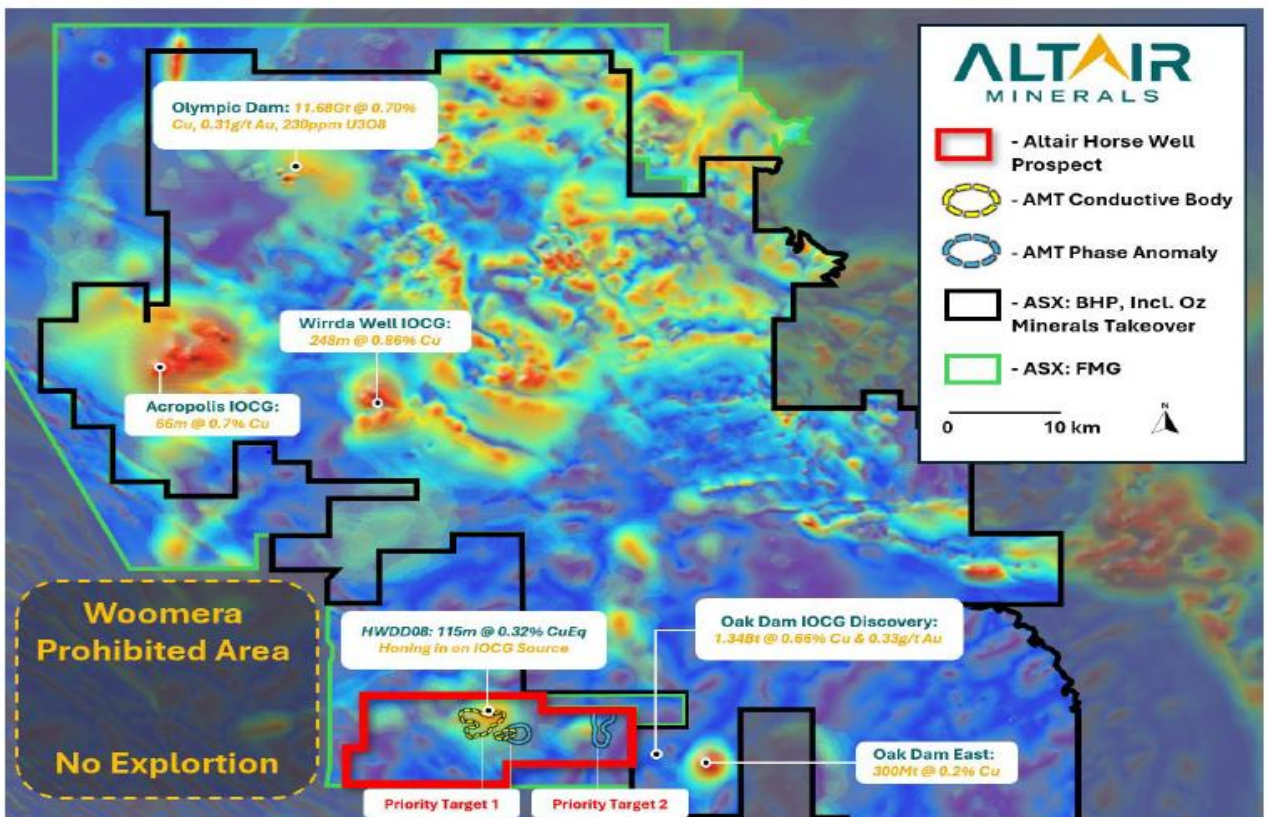 Olympic Dam: 11.68Gt @ 0.70%
Cu, 0.31g/t Au, 230ppm U3O8
Wirrda Well IOCG:
248m @ 0.86% Cu
Acropolis IOCG:
66m @ 0.7% Cu
Woomera
Prohibited Area
No Explortion
HWDD08: 115m @ 0.32% CuEq
Honing in on IOCG Source
Oak Dam IOCG Discovery:
1.34Bt @ 0.66% Cu & 0.33g/t Au
Oak Dam East:
300Mt @ 0.2% Cu
Priority Target 1
Priority Target 2
ALTAIR
MINERALS
- Altair Horse Well
Prospect
- AMT Conductive Body
- AMT Phase Anomaly
- ASX: BHP, Incl. Oz
Minerals Takeover
- ASX: FMG
0 10 km
N